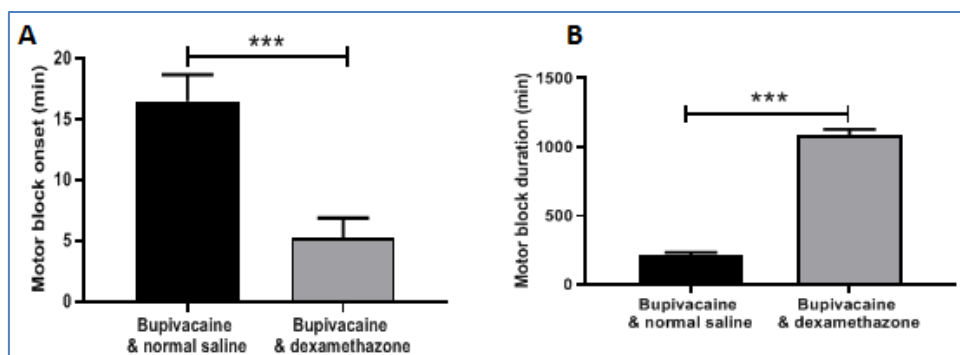 A
***
Motor block onset (min)
20
15
10
5
0
Bupivacaine
& normal saline
Bupivacaine
& dexamethazone
B
***
Motor block duration (min)
1500
1000
500
0
Bupivacaine
& normal saline
Bupivacaine
& dexamethazone